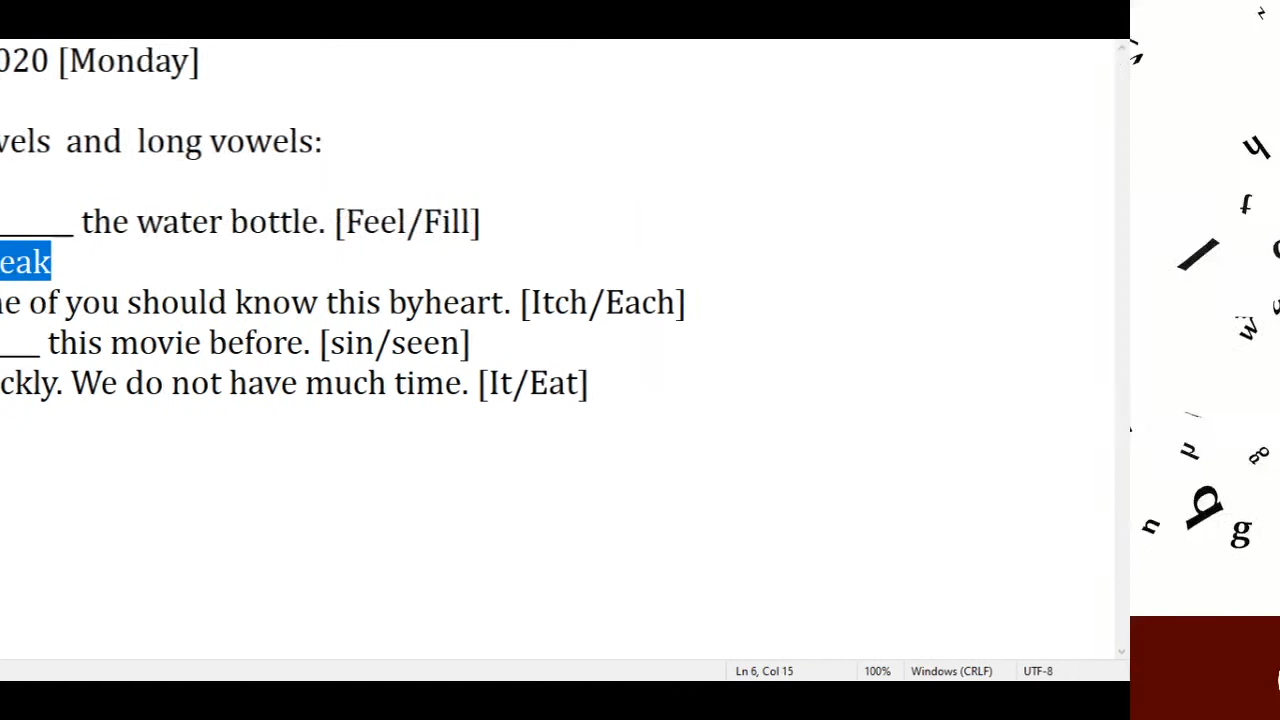 020 [Monday]
vels and long vowels:
______ the water bottle. [Feel/Fill]
eak
ne of you should know this byheart. [Itch/Each]
___ this movie before. [sin/seen]
ckly. We do not have much time. [It/Eat]
Ln 6, Col 15 100% Windows (CRLF) UTF-8